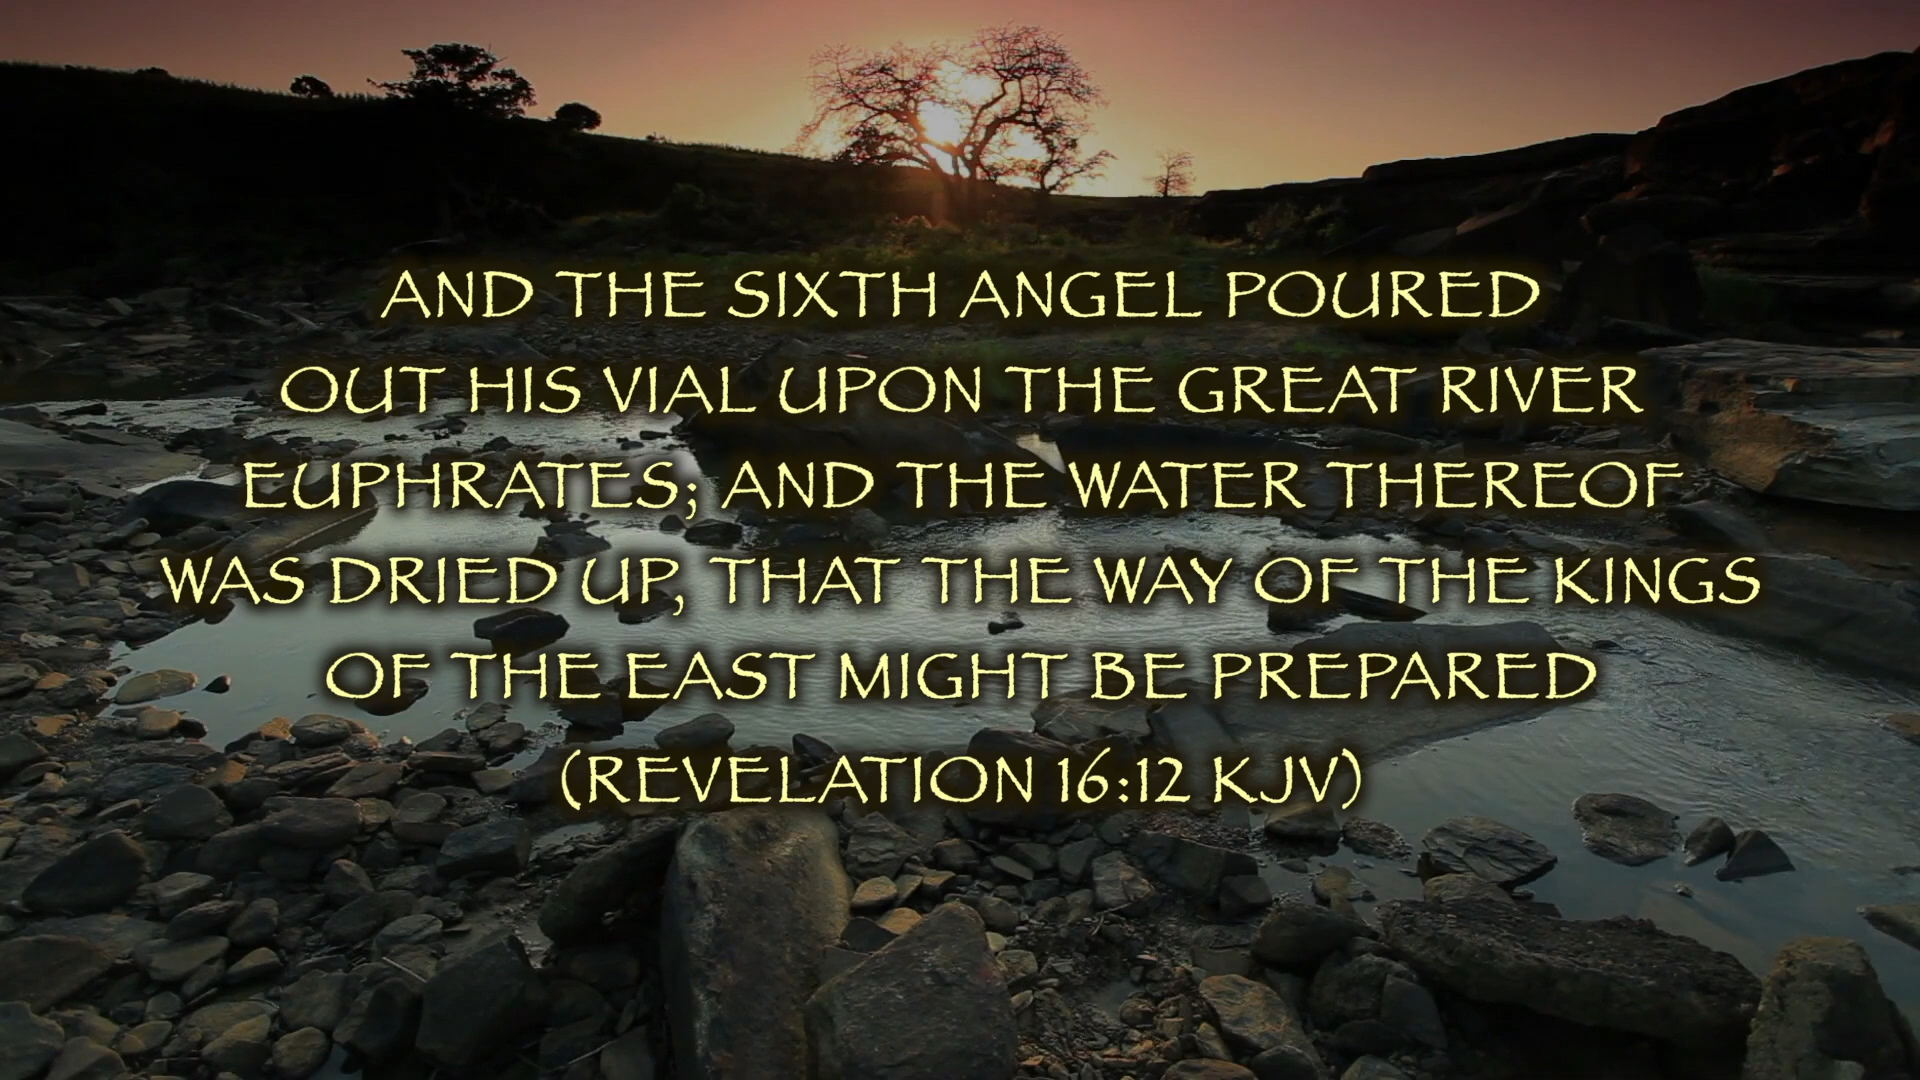 AND THE SIXTH ANGEL POURED
OUT HIS VIAL UPON THE GREAT RIVER
EUPHRATES; AND THE WATER THEREOF
WAS DRIED UP, THAT THE WAY OF THE KINGS
OF THE EAST MIGHT BE PREPARED
(REVELATION 16:12 KJV)